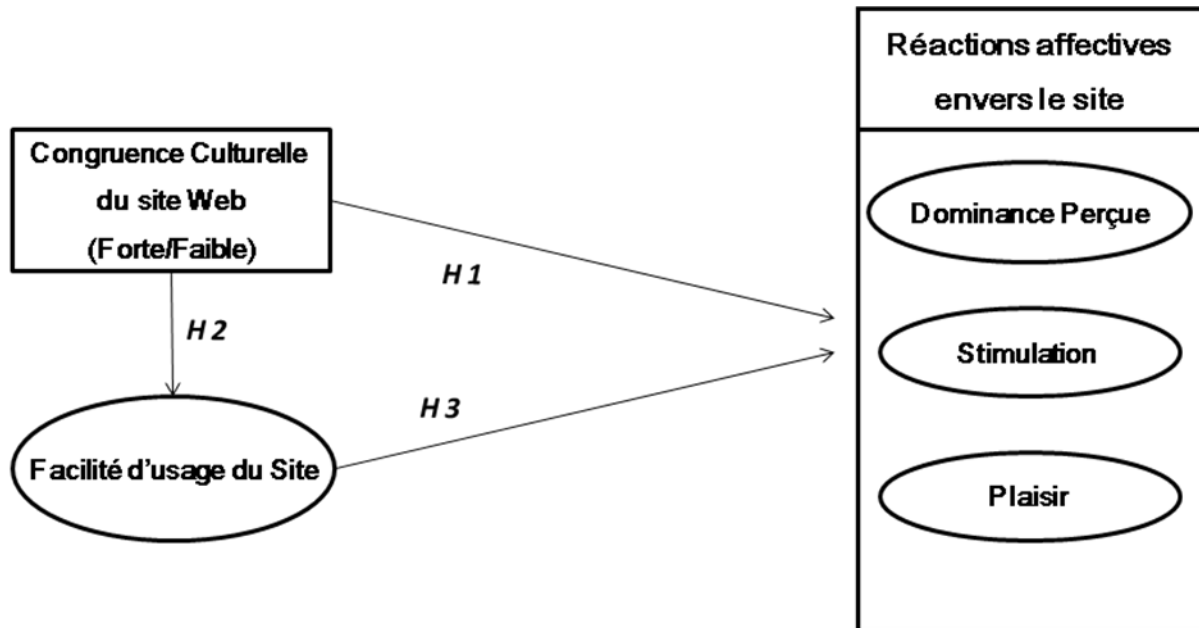 Réactions affectives
envers le site
Congruence Culturelle
du site Web
(Forte/Faible)
Dominance Perçue
H 1
H 2
Stimulation
H 3
Facilité d'usage du Site
Plaisir